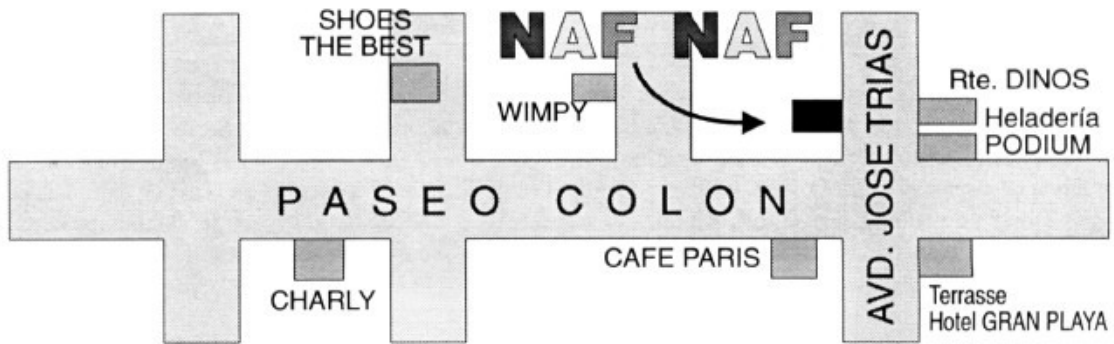 SHOES
THE BEST
NAF NAF
WIMPY
Rte. DINOS
Heladería
PODIUM
AVD. JOSE TRIAS
PASEO COLON
CHARLY
CAFE PARIS
Terrasse
Hotel GRAN PLAYA